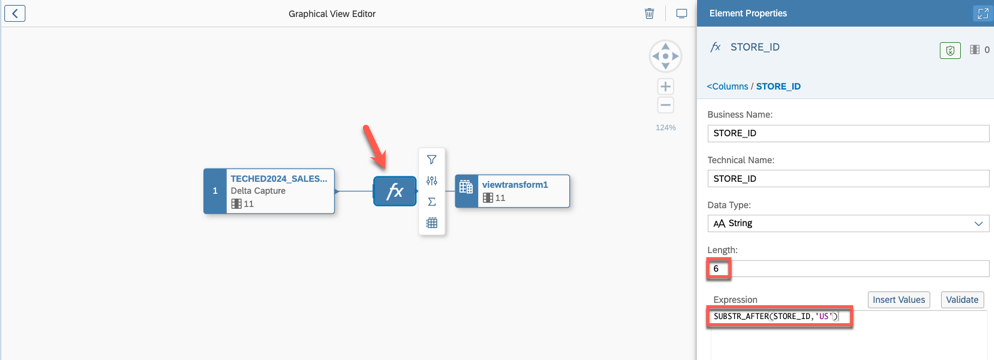 Graphical View Editor
124%
1
TECHED2024_SALES...
Delta Capture
11
fx
viewtransform1
11
Element Properties
fx STORE_ID
0
<Columns / STORE_ID
Business Name:
STORE_ID
Technical Name:
STORE_ID
Data Type:
AA String
Length:
6
Expression
Insert Values
Validate
SUBSTR_AFTER(STORE_ID,'US')